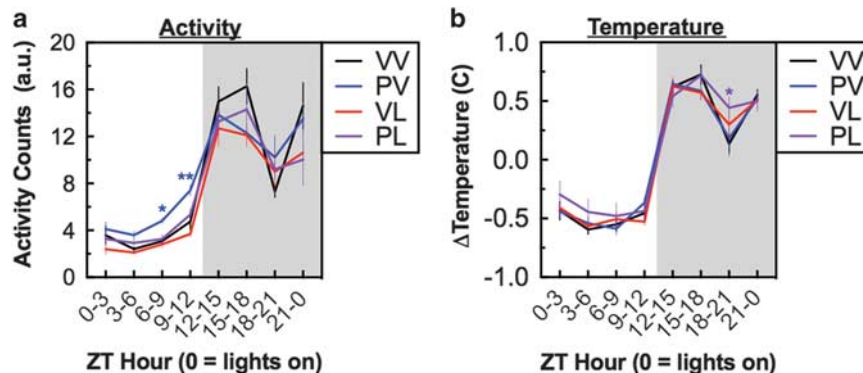 a
Activity
Activity Counts (a.u.)
20
16
12
8
4
0
*
**
0-3
3-6
6-9
9-12
12-15
15-18
18-21
21-0
ZT Hour (0 = lights on)
VV
PV
VL
PL
b
Temperature
ΔTemperature (C)
1.0
0.5
0.0
-0.5
-1.0
*
0-3
3-6
6-9
9-12
12-15
15-18
18-21
21-0
ZT Hour (0 = lights on)
VV
PV
VL
PL